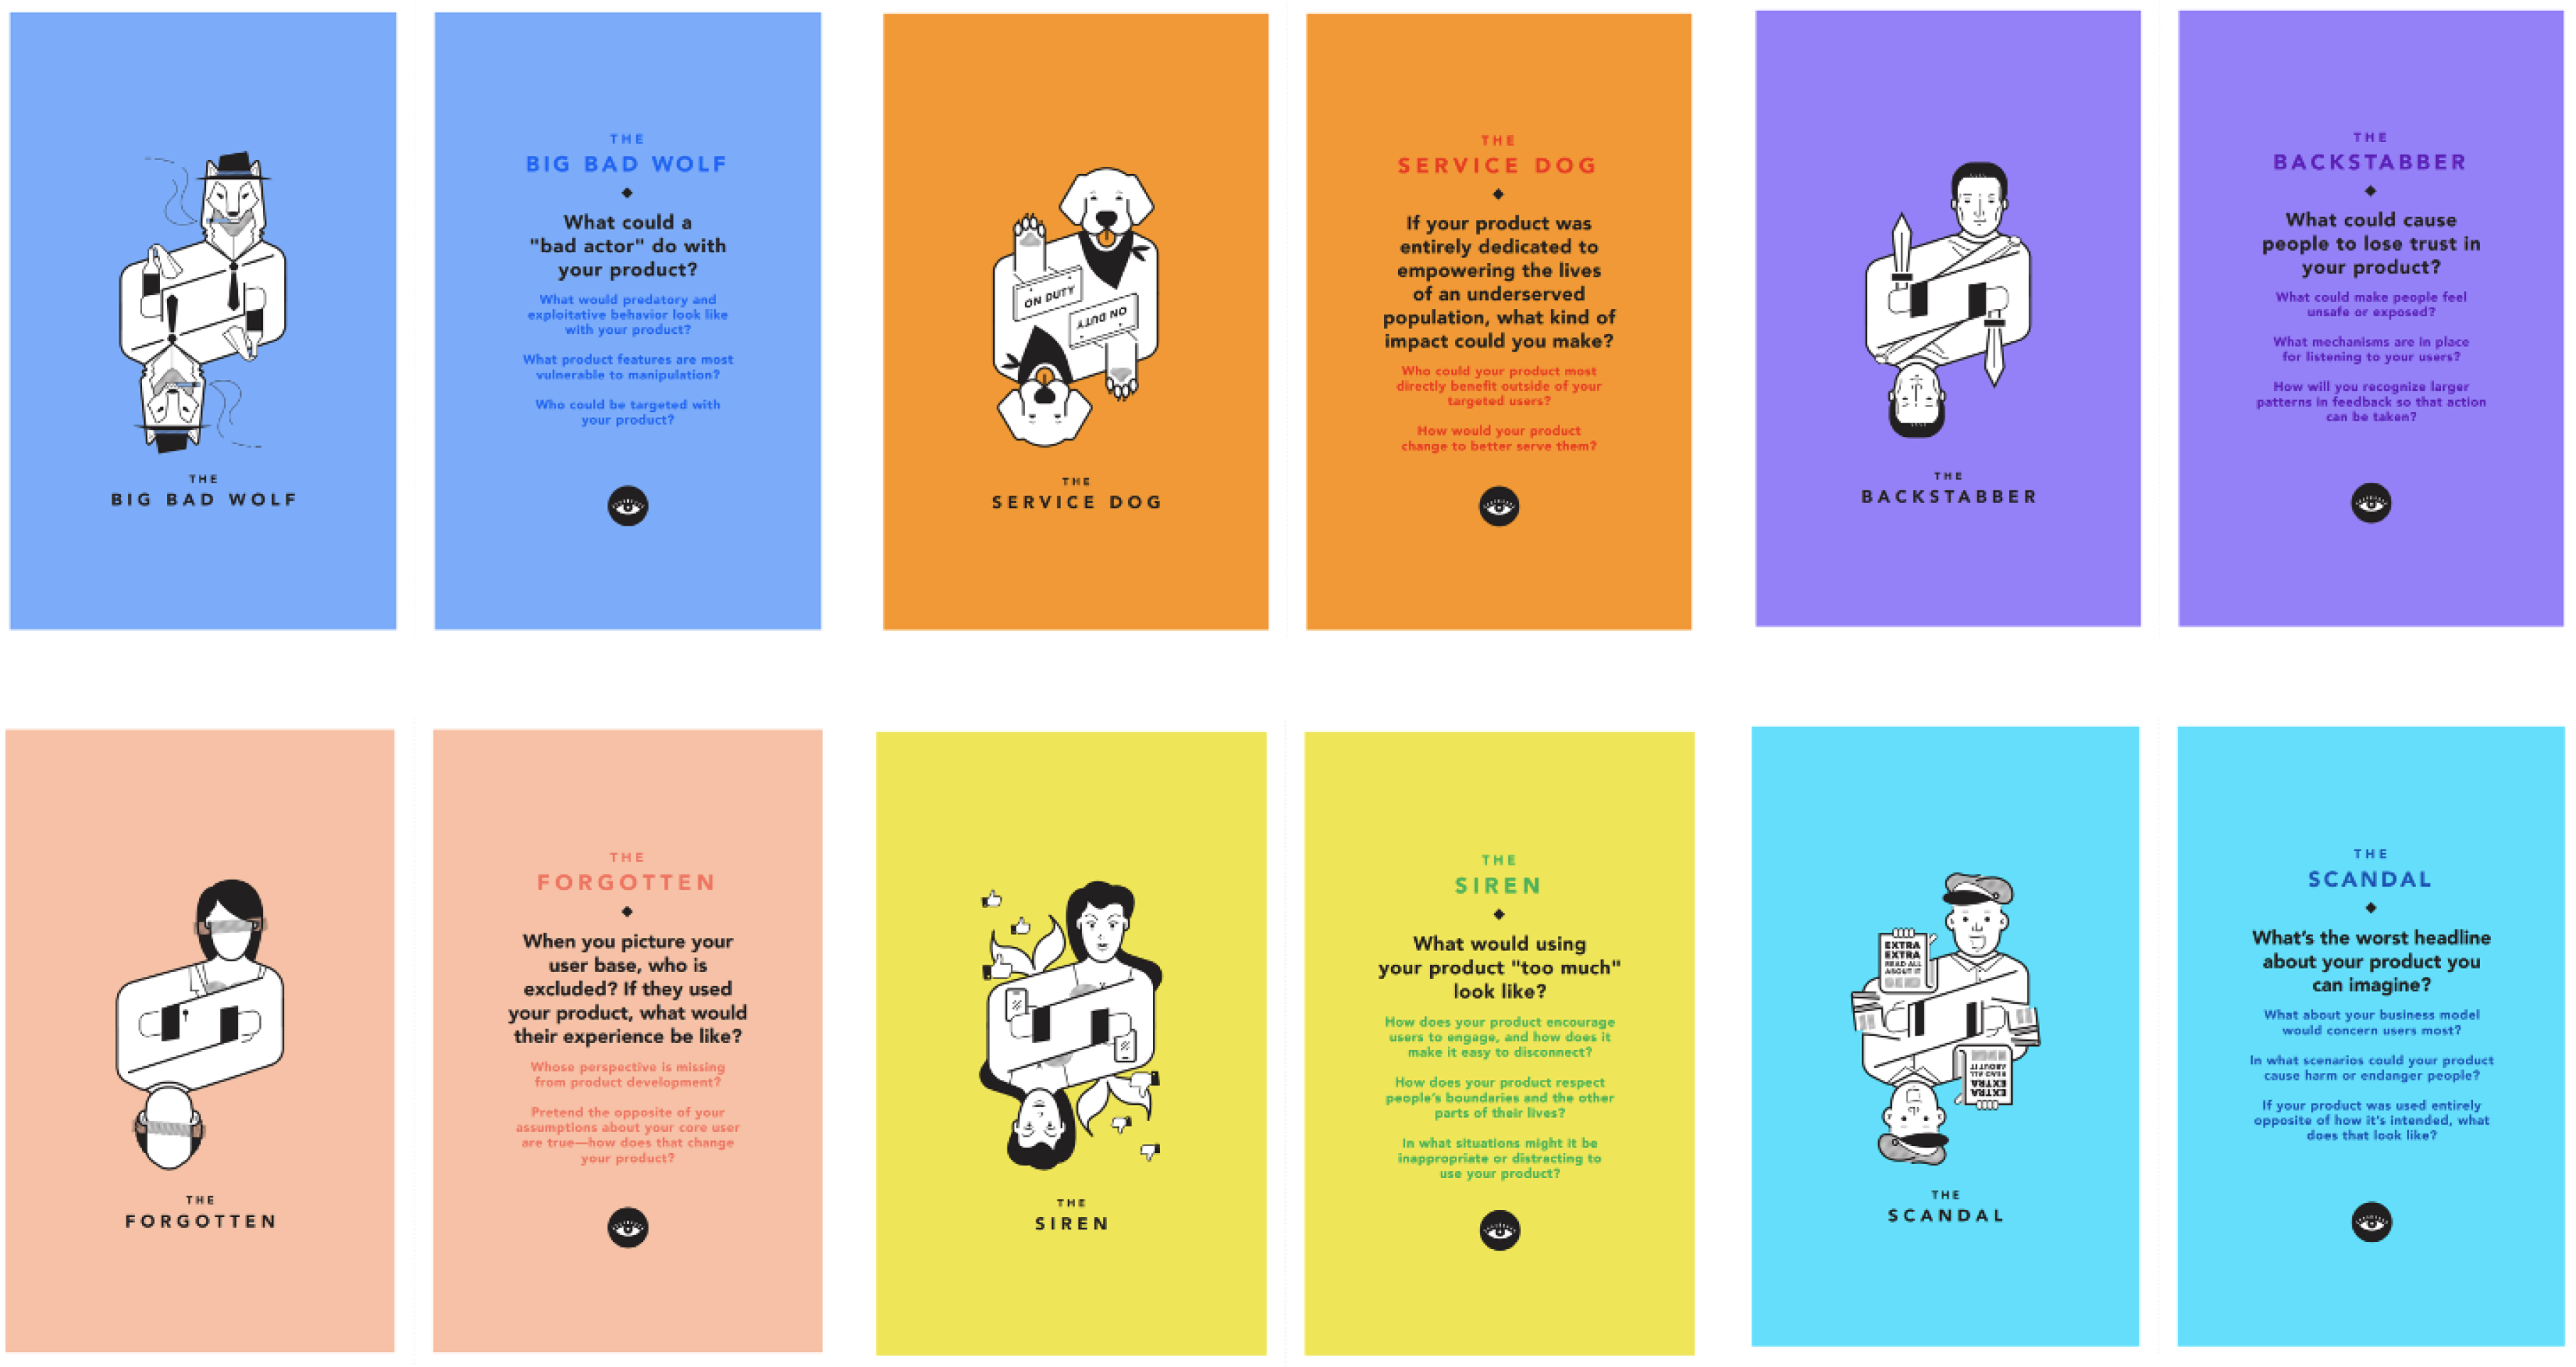 THE
BIG BAD WOLF
THE
BIG BAD WOLF
What could a
"bad actor" do with
your product?
What would predatory and
exploitative behavior look like
with your product?
What product features are most
vulnerable to manipulation?
Who could be targeted with
your product?
ON DUTY
ON DUTY
THE
SERVICE DOG
THE
SERVICE DOG
If your product was
entirely dedicated to
empowering the lives
of an underserved
population, what kind of
impact could you make?
Who could your product most
directly benefit outside of your
targeted users?
How would your product
change to better serve them?
THE
BACKSTABBER
THE
BACKSTABBER
What could cause
people to lose trust in
your product?
What could make people feel
unsafe or exposed?
What mechanisms are in place
for listening to your users?
How will you recognize larger
patterns in feedback so that action
can be taken?
THE
FORGOTTEN
THE
FORGOTTEN
When you picture your
user base, who is
excluded? If they used
your product, what would
their experience be like?
Whose perspective is missing
from product development?
Pretend the opposite of your
assumptions about your core user
are true—how does that change
your product?
THE
SIREN
THE
SIREN
What would using
your product "too much"
look like?
How does your product encourage
users to engage, and how does it
make it easy to disconnect?
How does your product respect
people's boundaries and the other
parts of their lives?
In what situations might it be
inappropriate or distracting to
use your product?
EXTRA
EXTRA
READ ALL
ABOUT IT
EXTRA
EXTRA
READ ALL
ABOUT IT
THE
SCANDAL
THE
SCANDAL
What's the worst headline
about your product you
can imagine?
What about your business model
would concern users most?
In what scenarios could your product
cause harm or endanger people?
If your product was used entirely
opposite of how it's intended, what
does that look like?